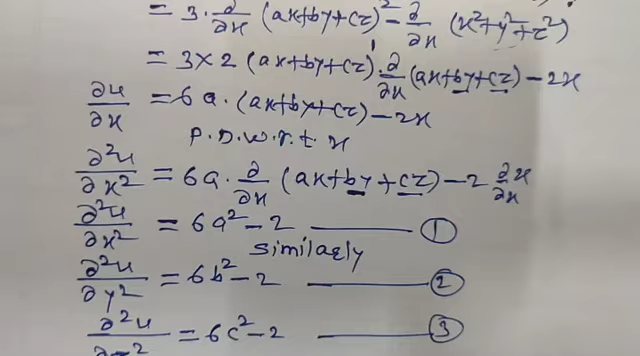 = 3 · ∂/∂x (ax+by+cz)² − ∂/∂x (x²+y²+z²)
= 3×2 (ax+by+cz)¹ · ∂/∂x (ax+by+cz) − 2x
∂u/∂x = 6a · (ax+by+cz) − 2x
P.D.w.r.t x
∂²u/∂x² = 6a · ∂/∂x (ax+by+cz) − 2 ∂x/∂x
∂²u/∂x² = 6a² − 2 —— ①
similarly
∂²u/∂y² = 6b² − 2 —— ②
∂²u/∂z² = 6c² − 2 —— ③